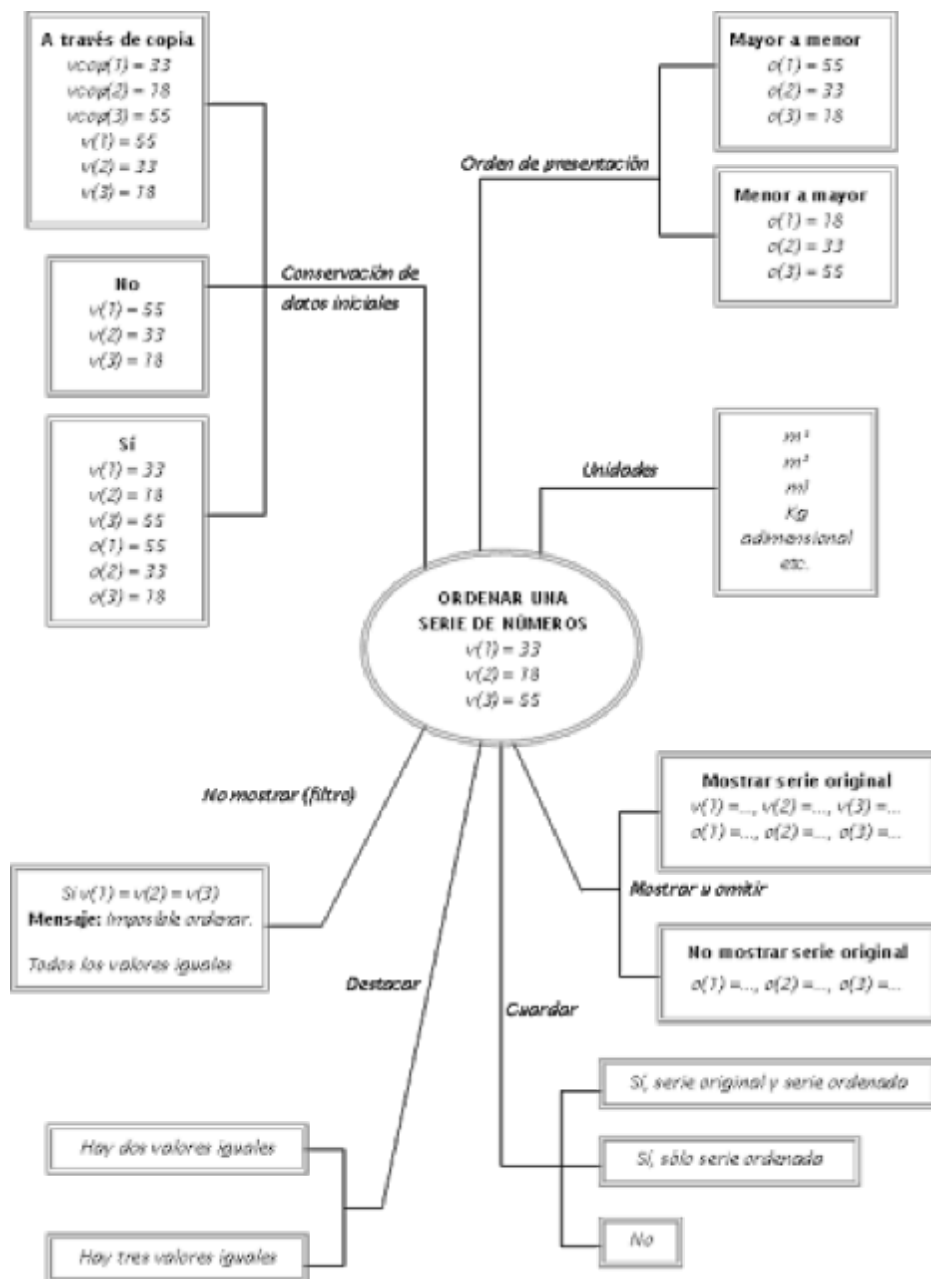 A través de copia
vcop(1) = 33
vcop(2) = 18
vcop(3) = 55
v(1) = 55
v(2) = 33
v(3) = 18
Mayor a menor
o(1) = 55
o(2) = 33
o(3) = 18
Orden de presentación
Menor a mayor
o(1) = 18
o(2) = 33
o(3) = 55
No
v(1) = 55
v(2) = 33
v(3) = 18
Conservación de
datos iniciales
Sí
v(1) = 33
v(2) = 18
v(3) = 55
o(1) = 55
o(2) = 33
o(3) = 18
Unidades
m³
m²
ml
Kg
adimensional
etc.
ORDENAR UNA
SERIE DE NÚMEROS
v(1) = 33
v(2) = 18
v(3) = 55
No mostrar (filtro)
Si v(1) = v(2) = v(3)
Mensaje: Imposible ordenar.
Todos los valores iguales
Mostrar serie original
v(1) =..., v(2) =..., v(3) =...
o(1) =..., o(2) =..., o(3) =...
Mostrar u omitir
No mostrar serie original
o(1) =..., o(2) =..., o(3) =...
Destacar
Guardar
Hay dos valores iguales
Hay tres valores iguales
Sí, serie original y serie ordenada
Sí, sólo serie ordenada
No